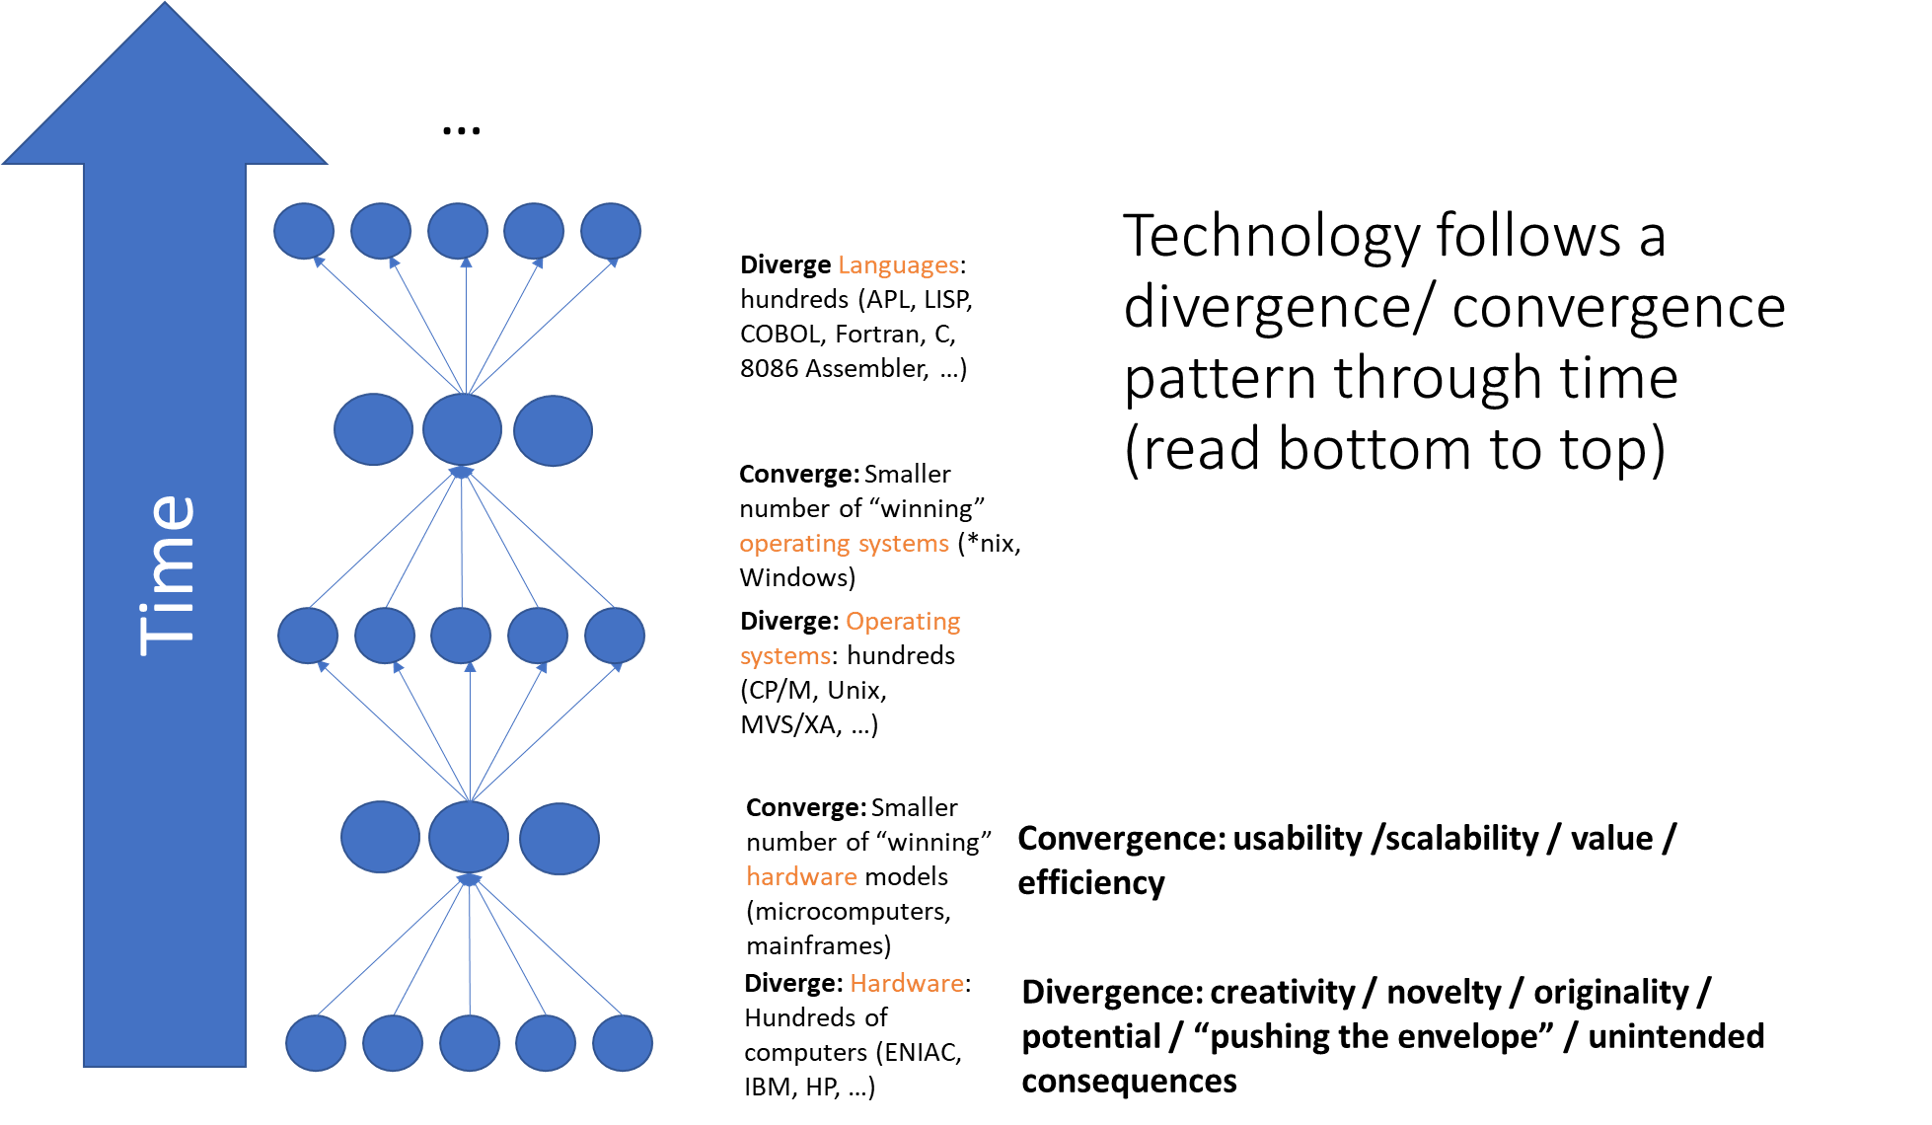 ...
Time
Diverge Languages:
hundreds (APL, LISP,
COBOL, Fortran, C,
8086 Assembler, ...)
Converge: Smaller
number of “winning”
operating systems (*nix,
Windows)
Diverge: Operating
systems: hundreds
(CP/M, Unix,
MVS/XA, ...)
Converge: Smaller
number of “winning”
hardware models
(microcomputers,
mainframes)
Diverge: Hardware:
Hundreds of
computers (ENIAC,
IBM, HP, ...)
Technology follows a
divergence/ convergence
pattern through time
(read bottom to top)
Convergence: usability /scalability / value /
efficiency
Divergence: creativity / novelty / originality /
potential / “pushing the envelope” / unintended
consequences